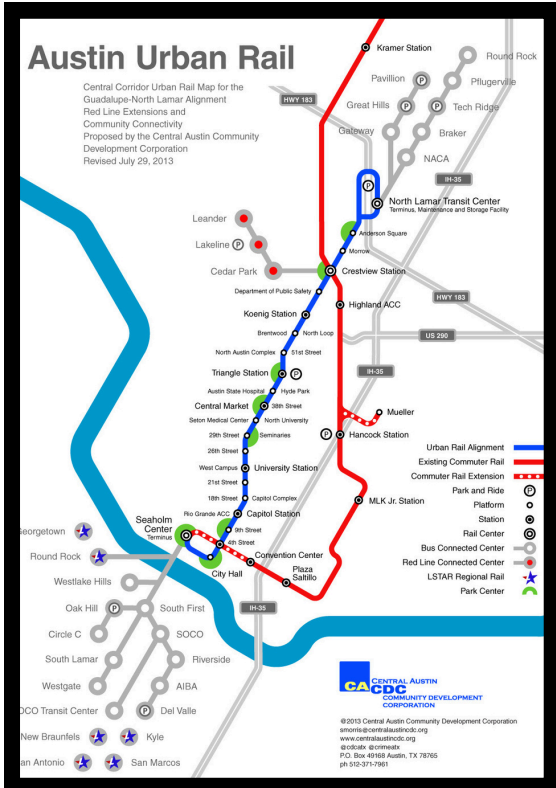 Austin Urban Rail
Central Corridor Urban Rail Map for the
Guadalupe-North Lamar Alignment
Red Line Extensions and
Community Connectivity
Proposed by the Central Austin Community
Development Corporation
Revised July 29, 2013
Kramer Station
Round Rock
Pavillion P
Pflugerville
HWY 183
Great Hills P
P Tech Ridge
Gateway
Braker
NACA
IH-35
P
North Lamar Transit Center
Terminus, Maintenance and Storage Facility
Leander
Anderson Square
Lakeline P
Morrow
Cedar Park
Crestview Station
Department of Public Safety
HWY 183
Highland ACC
Koenig Station
Brentwood North Loop
US 290
North Austin Complex 51st Street
Triangle Station P
IH-35
Austin State Hospital Hyde Park
Central Market 38th Street
Mueller
Seton Medical Center North University
29th Street Seminaries
P Hancock Station
26th Street
West Campus University Station
21st Street
18th Street Capitol Complex
MLK Jr. Station
Rio Grande ACC Capitol Station
Urban Rail Alignment
Existing Commuter Rail
Commuter Rail Extension
Park and Ride P
Platform
Station
Rail Center
Bus Connected Center
Red Line Connected Center
LSTAR Regional Rail
Park Center
Seaholm
Center
Terminus
9th Street
4th Street
Convention Center
City Hall
Plaza
Saltillo
eorgetown
Round Rock
Westlake Hills
Oak Hill P
South First
IH-35
Circle C
SOCO
South Lamar
Riverside
Westgate
AIBA
OCO Transit Center
P Del Valle
New Braunfels
Kyle
an Antonio
San Marcos
CA CENTRAL AUSTIN
CDC
COMMUNITY DEVELOPMENT
CORPORATION
@2013 Central Austin Community Development Corporation
smorris@centralaustincdc.org
www.centralaustincdc.org
@cdcatx @crimeatx
P.O. Box 49168 Austin, TX 78765
ph 512-371-7961